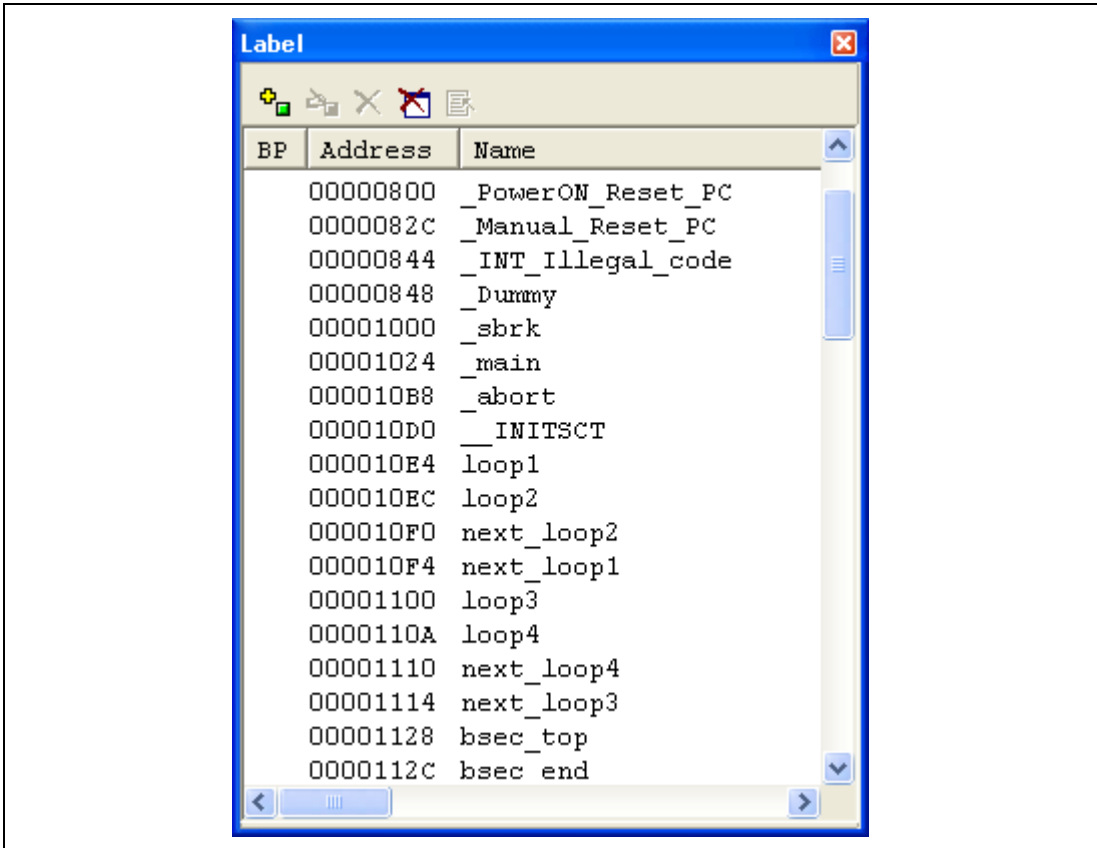 Label
BP Address Name
00000800 _PowerON_Reset_PC
0000082C _Manual_Reset_PC
00000844 _INT_Illegal_code
00000848 _Dummy
00001000 _sbrk
00001024 _main
000010B8 _abort
000010D0 __INITSCT
000010E4 loop1
000010EC loop2
000010F0 next_loop2
000010F4 next_loop1
00001100 loop3
0000110A loop4
00001110 next_loop4
00001114 next_loop3
00001128 bsec_top
0000112C bsec_end